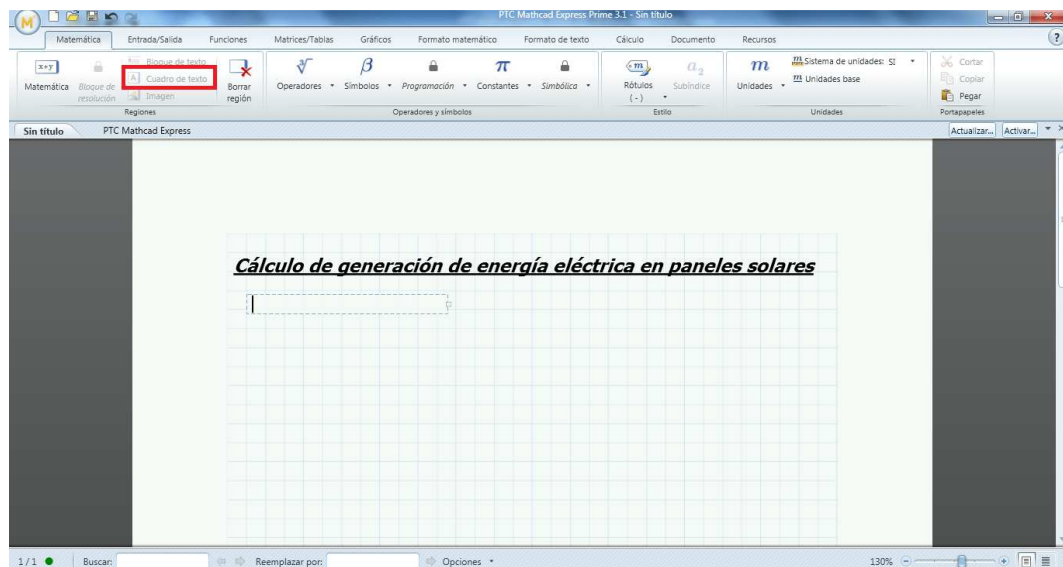 PTC Mathcad Express Prime 3.1 - Sin título
Matemática Entrada/Salida Funciones Matrices/Tablas Gráficos Formato matemático Formato de texto Cálculo Documento Recursos
Matemática
Bloque de resolución
Bloque de texto
Cuadro de texto
Imagen
Borrar región
Operadores
Símbolos
Programación
Constantes
Simbólica
Rótulos (-)
Subíndice
Unidades
Sistema de unidades: SI
Unidades base
Cortar
Copiar
Pegar
Regiones Operadores y símbolos Estilo Unidades Portapapeles
Sin título PTC Mathcad Express Actualizar... Activar...
Cálculo de generación de energía eléctrica en paneles solares
1 / 1 Buscar: Reemplazar por: Opciones 130%